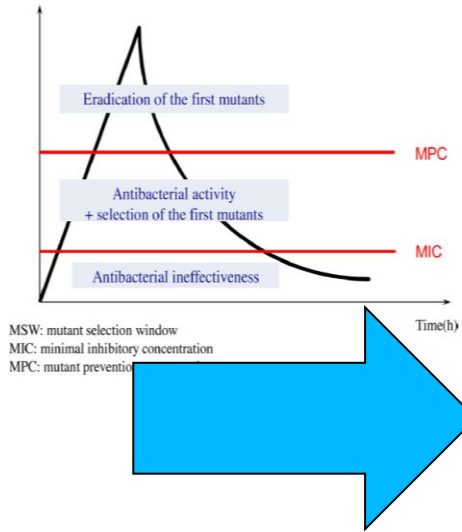 Eradication of the first mutants
MPC
Antibacterial activity
+ selection of the first mutants
MIC
Antibacterial ineffectiveness
Time(h)
MSW: mutant selection window
MIC: minimal inhibitory concentration
MPC: mutant prevention